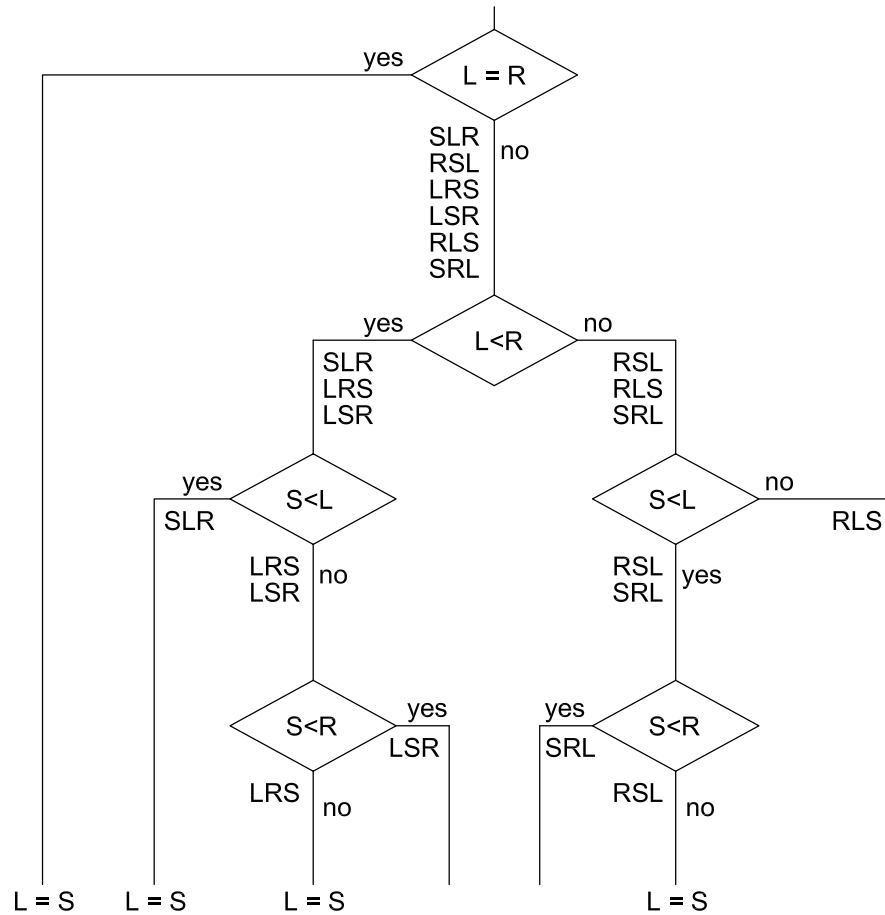 yes
L = R
SLR
RSL
LRS
LSR
RLS
SRL
no
yes
L<R
no
SLR
LRS
LSR
RSL
RLS
SRL
yes
S<L
SLR
S<L
no
RLS
LRS
LSR
no
RSL
SRL
yes
S<R
yes
LSR
yes
SRL
S<R
LRS
no
RSL
no
L = S
L = S
L = S
L = S